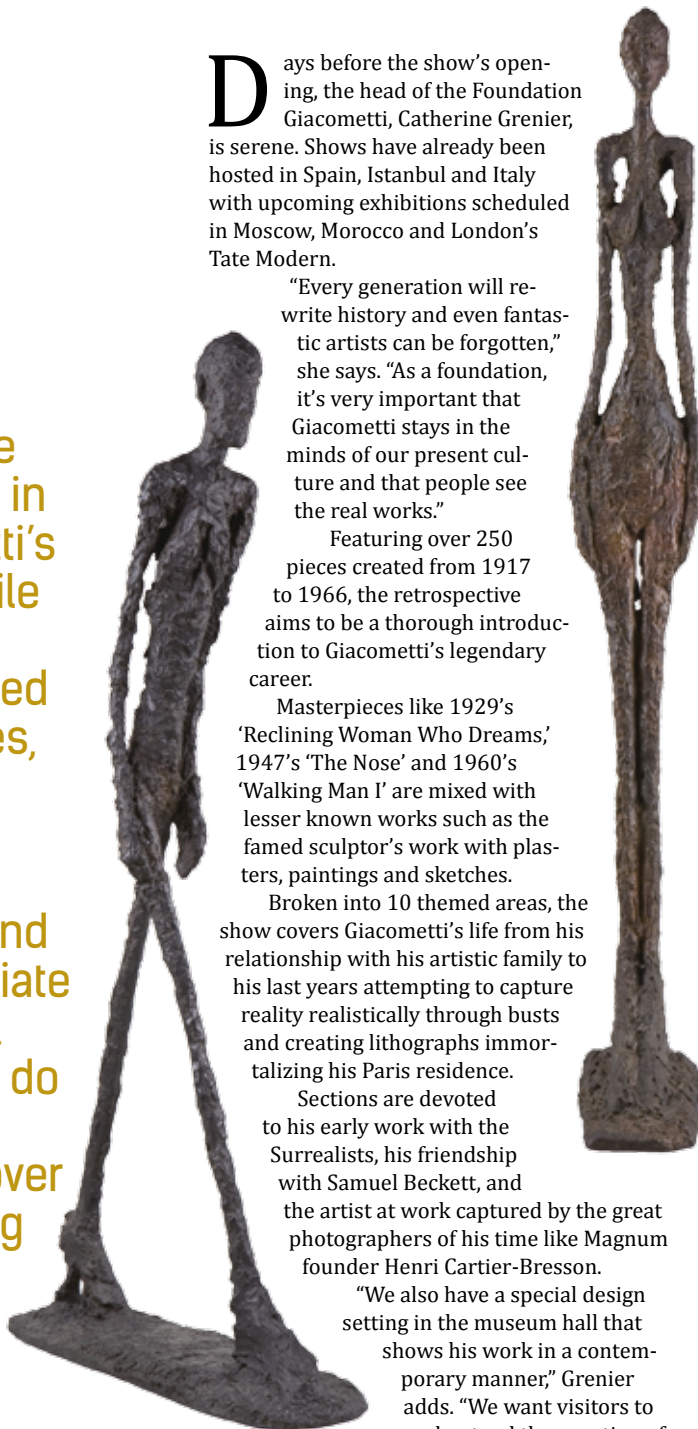 e
in
ti's
ile
ed
es,
nd
iate
do
over
g
Days before the show's open-
ing, the head of the Foundation
Giacometti, Catherine Grenier,
is serene. Shows have already been
hosted in Spain, Istanbul and Italy
with upcoming exhibitions scheduled
in Moscow, Morocco and London's
Tate Modern.
“Every generation will re-
write history and even fantas-
tic artists can be forgotten,”
she says. “As a foundation,
it's very important that
Giacometti stays in the
minds of our present cul-
ture and that people see
the real works.”
Featuring over 250
pieces created from 1917
to 1966, the retrospective
aims to be a thorough introduc-
tion to Giacometti's legendary
career.
Masterpieces like 1929's
‘Reclining Woman Who Dreams,’
1947's ‘The Nose’ and 1960's
‘Walking Man I’ are mixed with
lesser known works such as the
famed sculptor's work with plas-
ters, paintings and sketches.
Broken into 10 themed areas, the
show covers Giacometti's life from his
relationship with his artistic family to
his last years attempting to capture
reality realistically through busts
and creating lithographs immor-
talizing his Paris residence.
Sections are devoted
to his early work with the
Surrealists, his friendship
with Samuel Beckett, and
the artist at work captured by the great
photographers of his time like Magnum
founder Henri Cartier-Bresson.
“We also have a special design
setting in the museum hall that
shows his work in a contem-
porary manner,” Grenier
adds. “We want visitors to